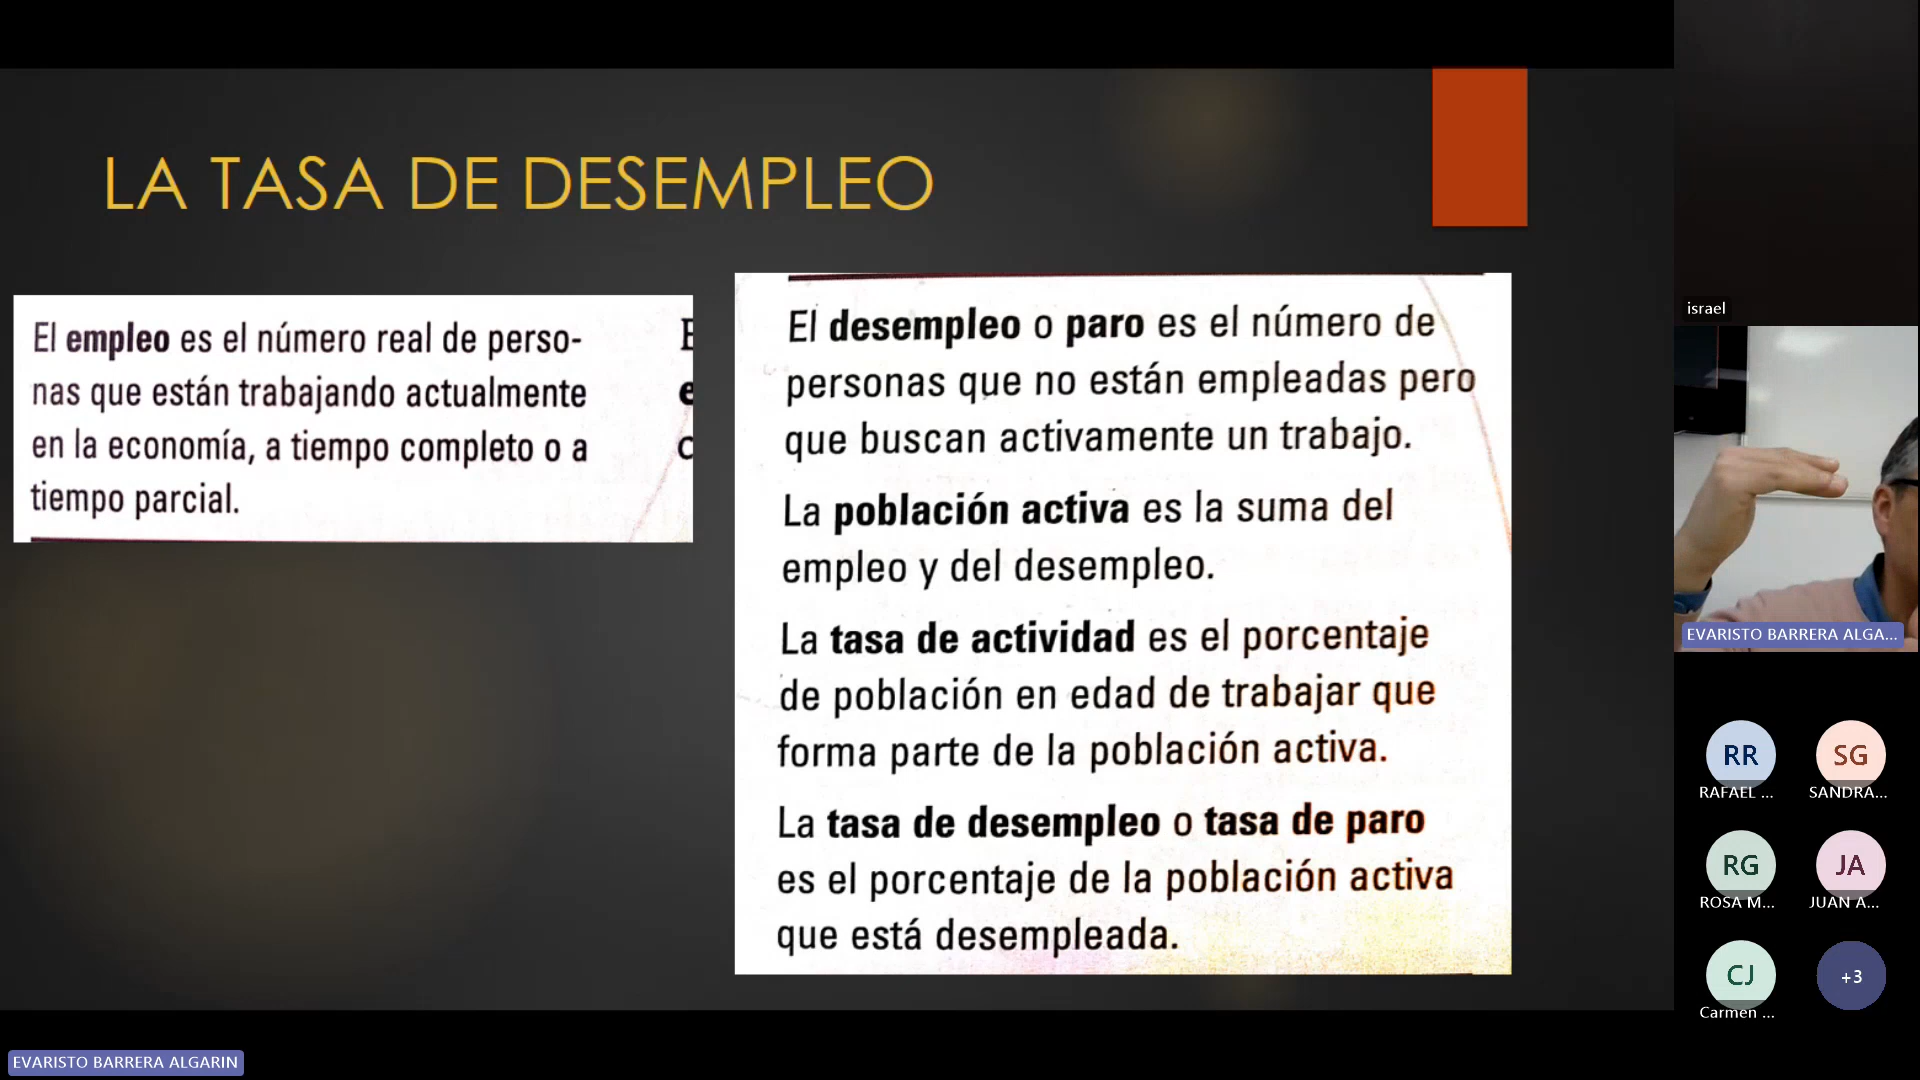 LA TASA DE DESEMPLEO
El empleo es el número real de perso-
nas que están trabajando actualmente
en la economía, a tiempo completo o a
tiempo parcial.
El desempleo o paro es el número de
personas que no están empleadas pero
que buscan activamente un trabajo.
La población activa es la suma del
empleo y del desempleo.
La tasa de actividad es el porcentaje
de población en edad de trabajar que
forma parte de la población activa.
La tasa de desempleo o tasa de paro
es el porcentaje de la población activa
que está desempleada.
israel
EVARISTO BARRERA ALGA...
RR
RAFAEL ...
SG
SANDRA...
RG
ROSA M...
JA
JUAN A...
CJ
Carmen ...
+3
EVARISTO BARRERA ALGARIN